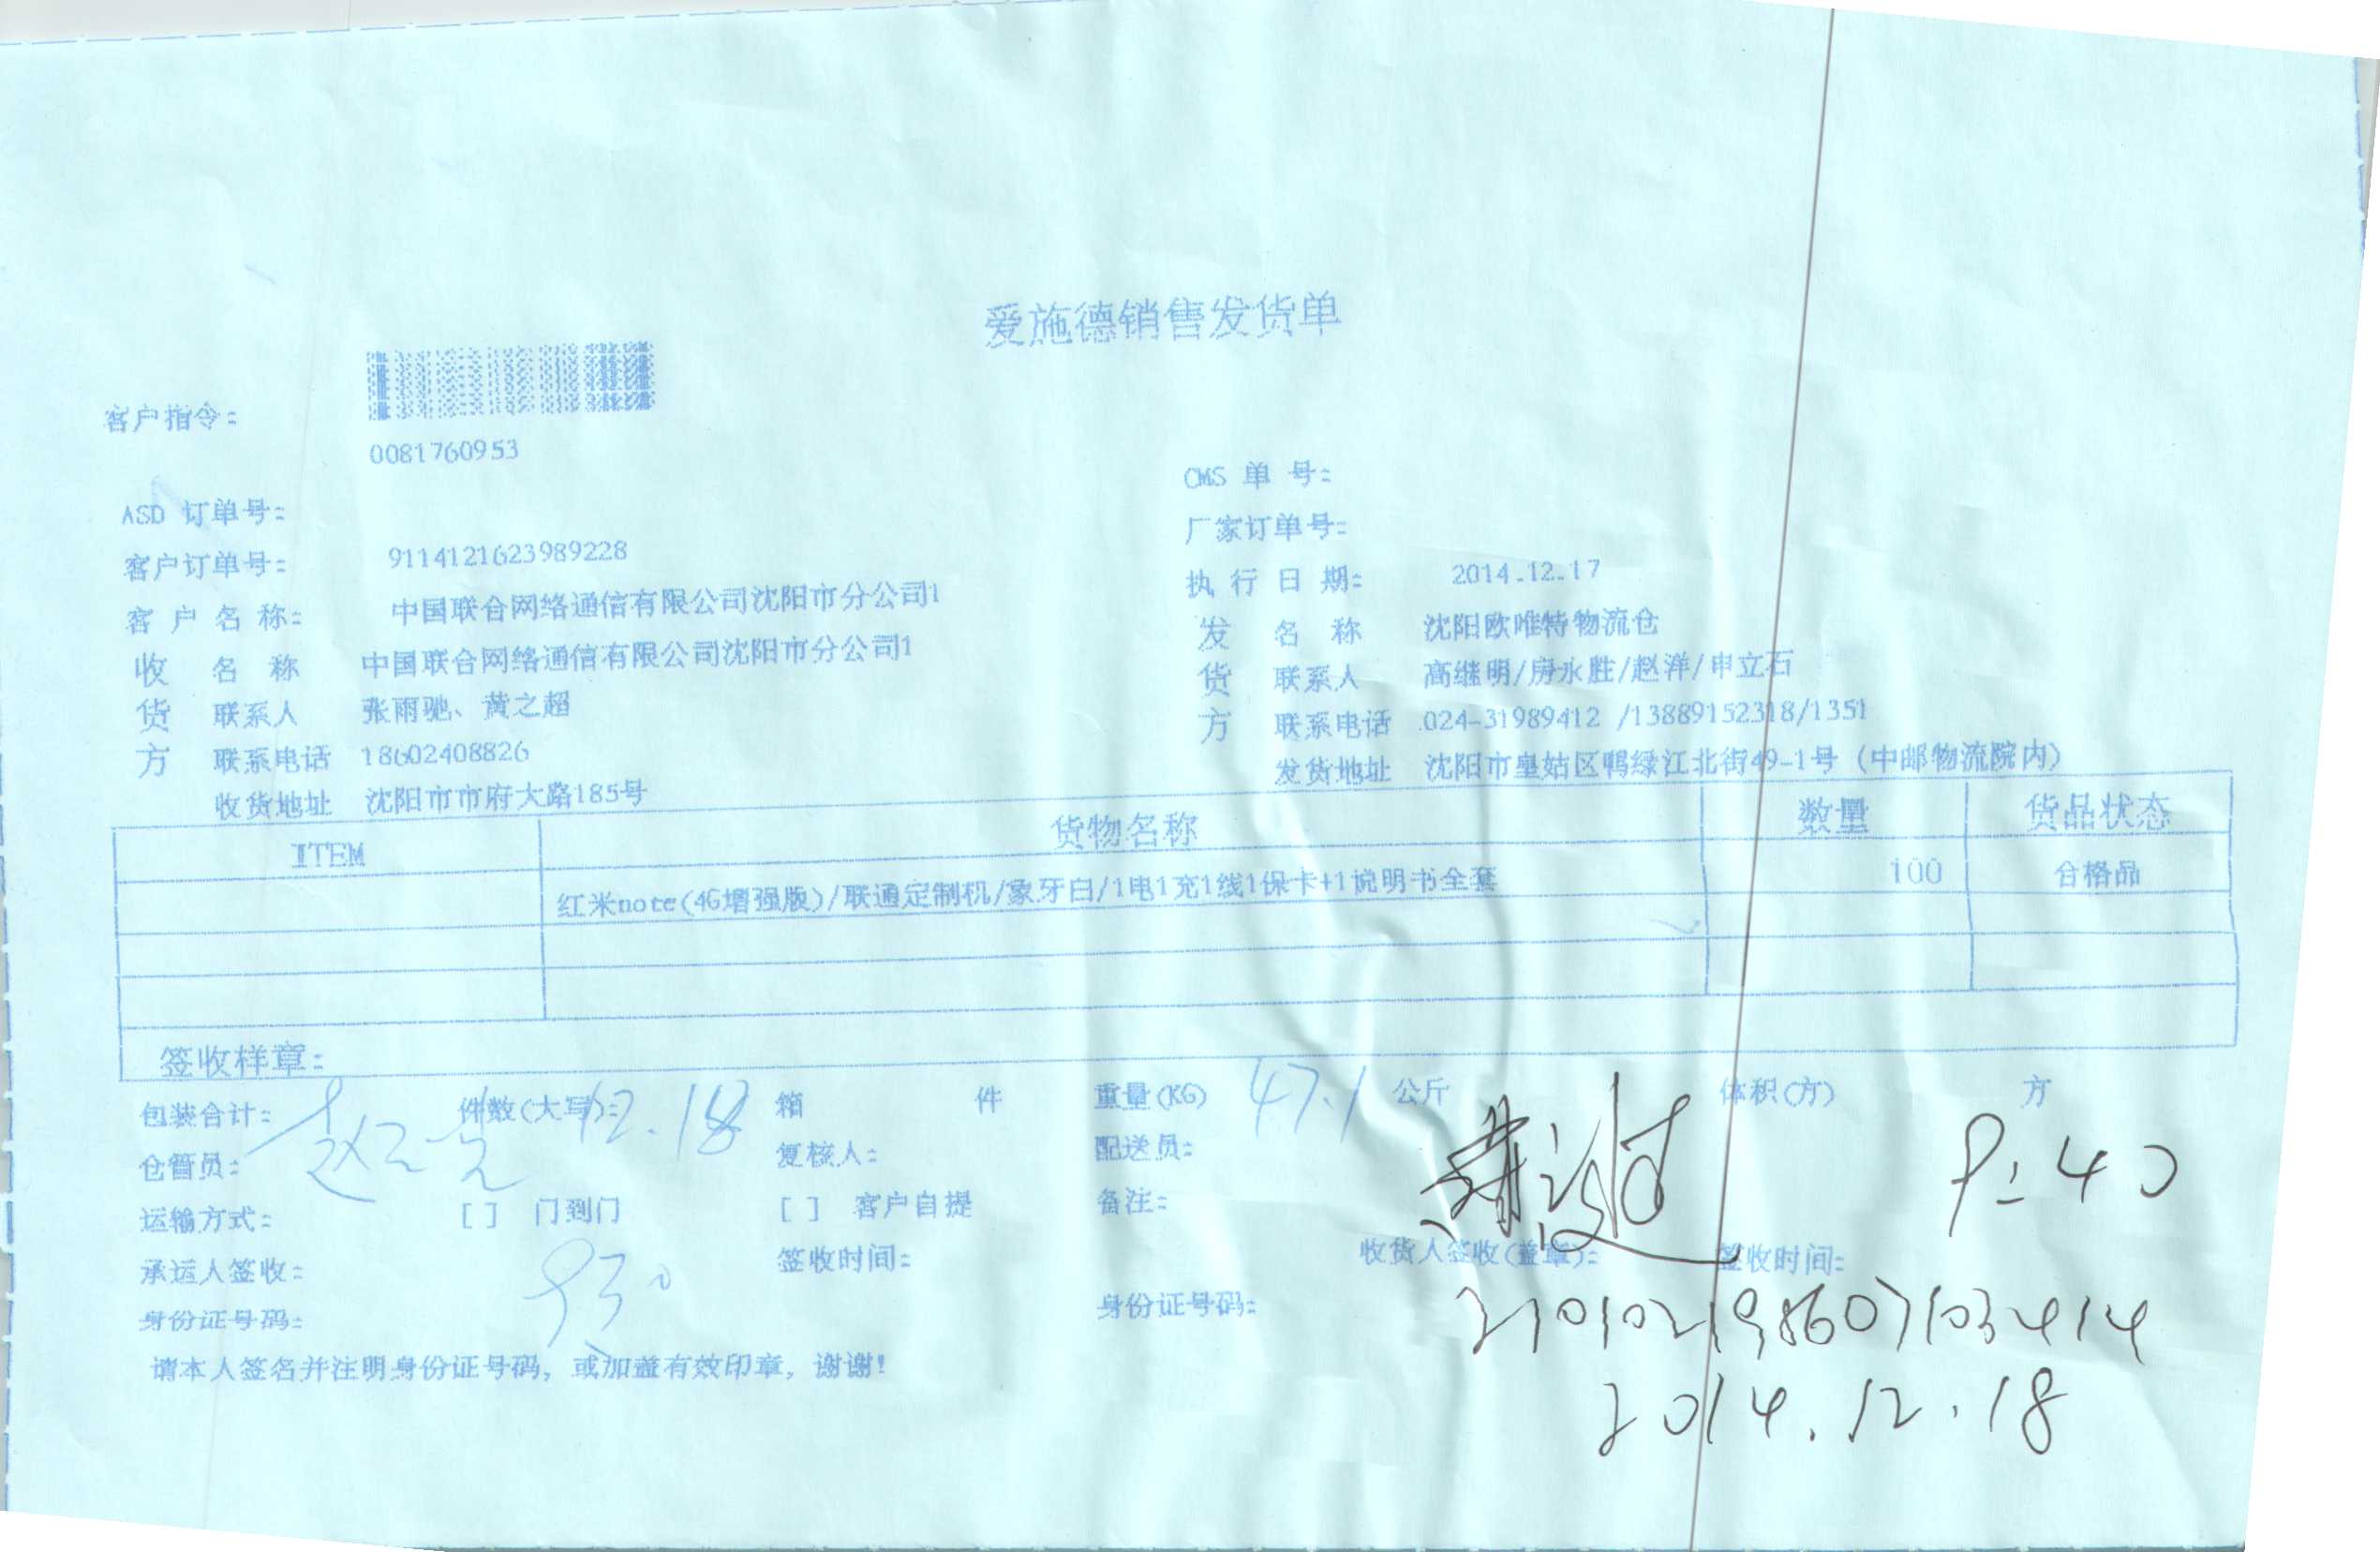 爱施德销售发货单
客户指令:
0081760953
ASD 订单号:
CMS 单 号:
厂家订单号:
客户订单号: 9114121623989228
执 行 日 期: 2014.12.17
客 户 名 称: 中国联合网络通信有限公司沈阳市分公司1
收货方
名 称 中国联合网络通信有限公司沈阳市分公司1
联系人 张雨驰、黄之超
联系电话 18602408826
收货地址 沈阳市市府大路185号
发货方
名 称 沈阳欧唯特物流仓
联系人 高继明/房永胜/赵洋/申立石
联系电话 024-31989412 /13889152318/1351
发货地址 沈阳市皇姑区鸭绿江北街49-1号 (中邮物流院内)
ITEM 货物名称 数量 货品状态
红米note(4G增强版)/联通定制机/象牙白/1电1充1线1保卡+1说明书全套 100 合格品
签收样章:
包装合计: 件数(大写): 12.18 箱 件 重量(KG) 47.1 公斤 体积(方) 方
仓管员: 复核人: 配送员:
9:40
运输方式: [ ] 门到门 [ ] 客户自提 备注:
承运人签收: 签收时间: 收货人签收(盖章): 签收时间:
930
身份证号码: 身份证号码: 210102198607103414
请本人签名并注明身份证号码, 或加盖有效印章, 谢谢!
2014.12.18